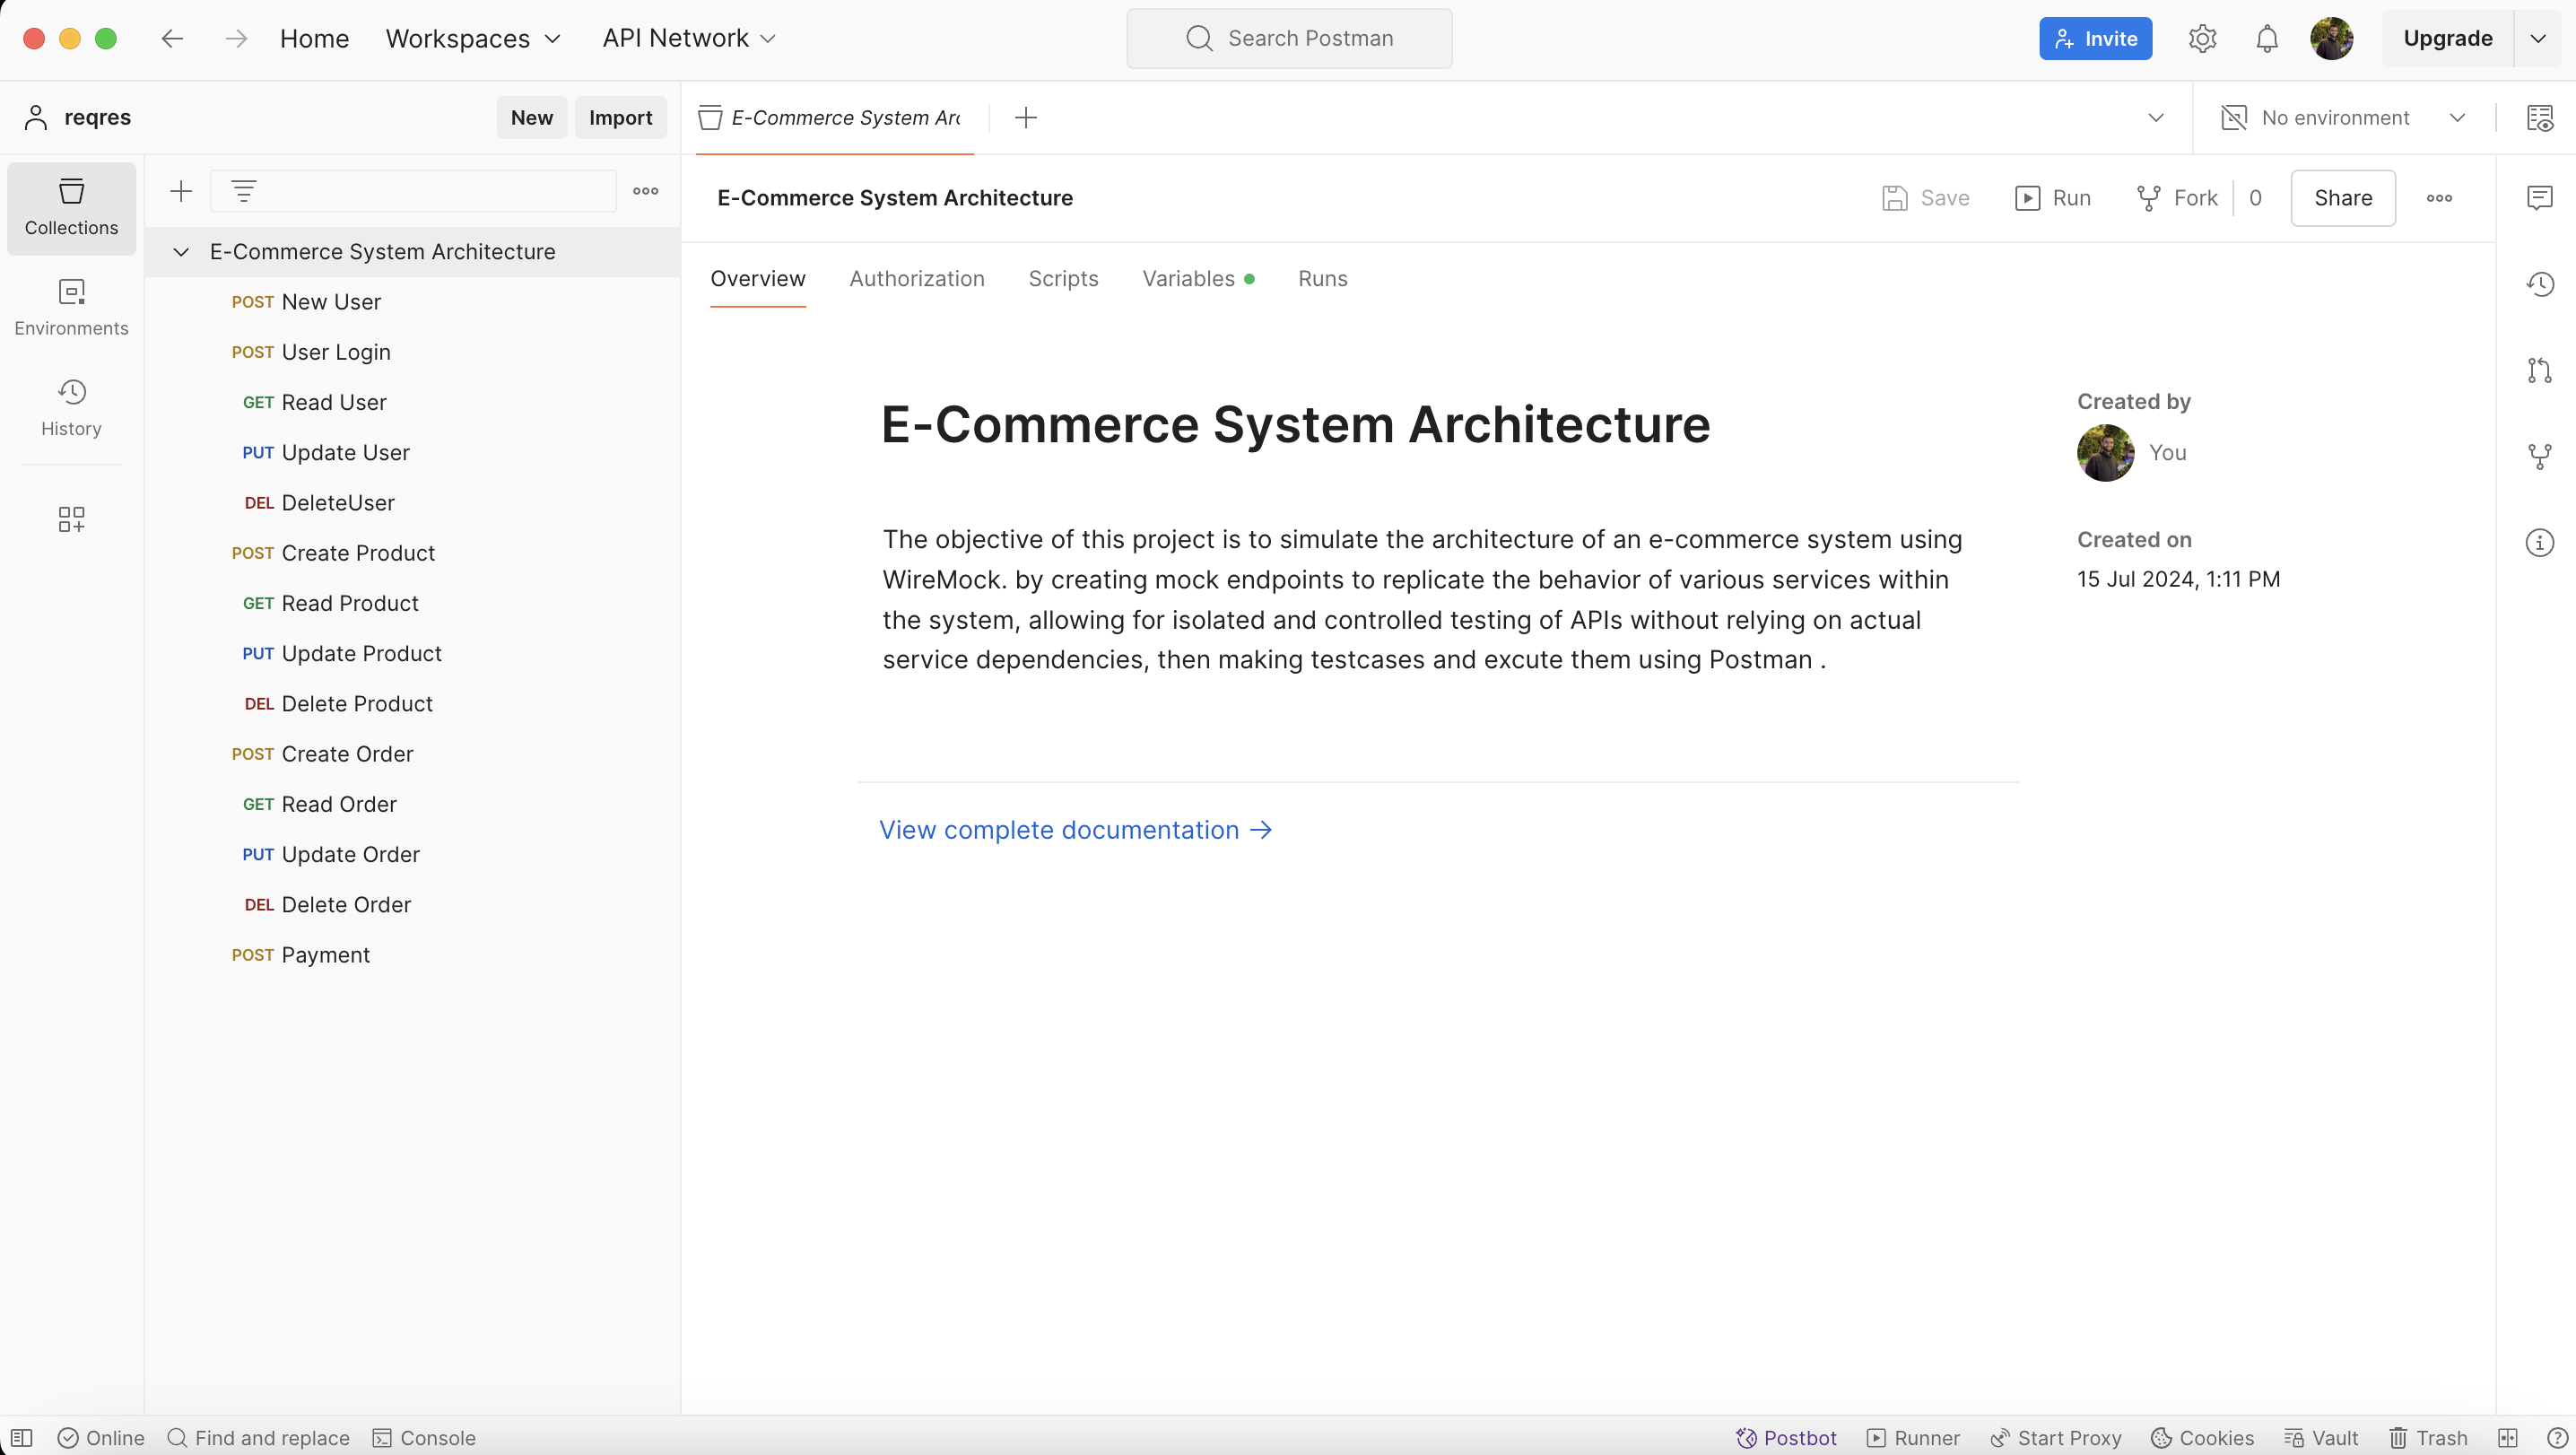 Home Workspaces API Network Search Postman Invite Upgrade
reqres New Import E-Commerce System Arc No environment
Collections
Environments
History
E-Commerce System Architecture
POST New User
POST User Login
GET Read User
PUT Update User
DEL DeleteUser
POST Create Product
GET Read Product
PUT Update Product
DEL Delete Product
POST Create Order
GET Read Order
PUT Update Order
DEL Delete Order
POST Payment
E-Commerce System Architecture Save Run Fork 0 Share
Overview Authorization Scripts Variables Runs
E-Commerce System Architecture
The objective of this project is to simulate the architecture of an e-commerce system using
WireMock. by creating mock endpoints to replicate the behavior of various services within
the system, allowing for isolated and controlled testing of APIs without relying on actual
service dependencies, then making testcases and excute them using Postman .
View complete documentation →
Created by
You
Created on
15 Jul 2024, 1:11 PM
Online Find and replace Console Postbot Runner Start Proxy Cookies Vault Trash